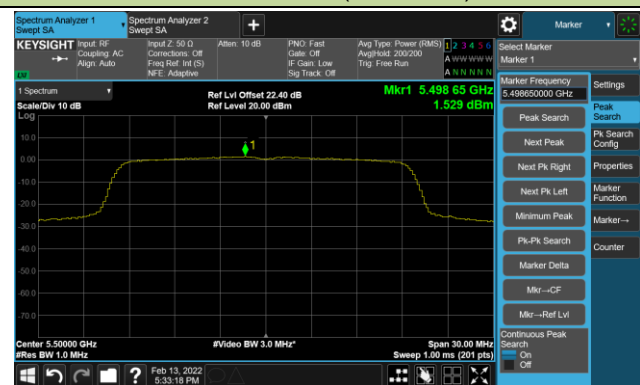 Spectrum Analyzer 1
Swept SA
Spectrum Analyzer 2
Swept SA
+
Marker
KEYSIGHT
Input: RF
Coupling: AC
Align: Auto
Input Z: 50 Ω
Corrections: Off
Freq Ref: Int (S)
NFE: Adaptive
Atten: 10 dB
PNO: Fast
Gate: Off
IF Gain: Low
Sig Track: Off
Avg Type: Power (RMS)
Avg|Hold: 200/200
Trig: Free Run
1 2 3 4 5 6
A W W W W W
A N N N N N
LXI
Select Marker
Marker 1
1 Spectrum
Scale/Div 10 dB
Log
Ref Lvl Offset 22.40 dB
Ref Level 20.00 dBm
Mkr1 5.498 65 GHz
1.529 dBm
10.0
0.00
-10.0
-20.0
-30.0
-40.0
-50.0
-60.0
-70.0
1
Center 5.50000 GHz
#Res BW 1.0 MHz
#Video BW 3.0 MHz*
Span 30.00 MHz
Sweep 1.00 ms (201 pts)
Marker Frequency
5.498650000 GHz
Peak Search
Next Peak
Next Pk Right
Next Pk Left
Minimum Peak
Pk-Pk Search
Marker Delta
Mkr→CF
Mkr→Ref Lvl
Continuous Peak
Search
On
Off
Settings
Peak
Search
Pk Search
Config
Properties
Marker
Function
Marker→
Counter
?
Feb 13, 2022
5:33:18 PM